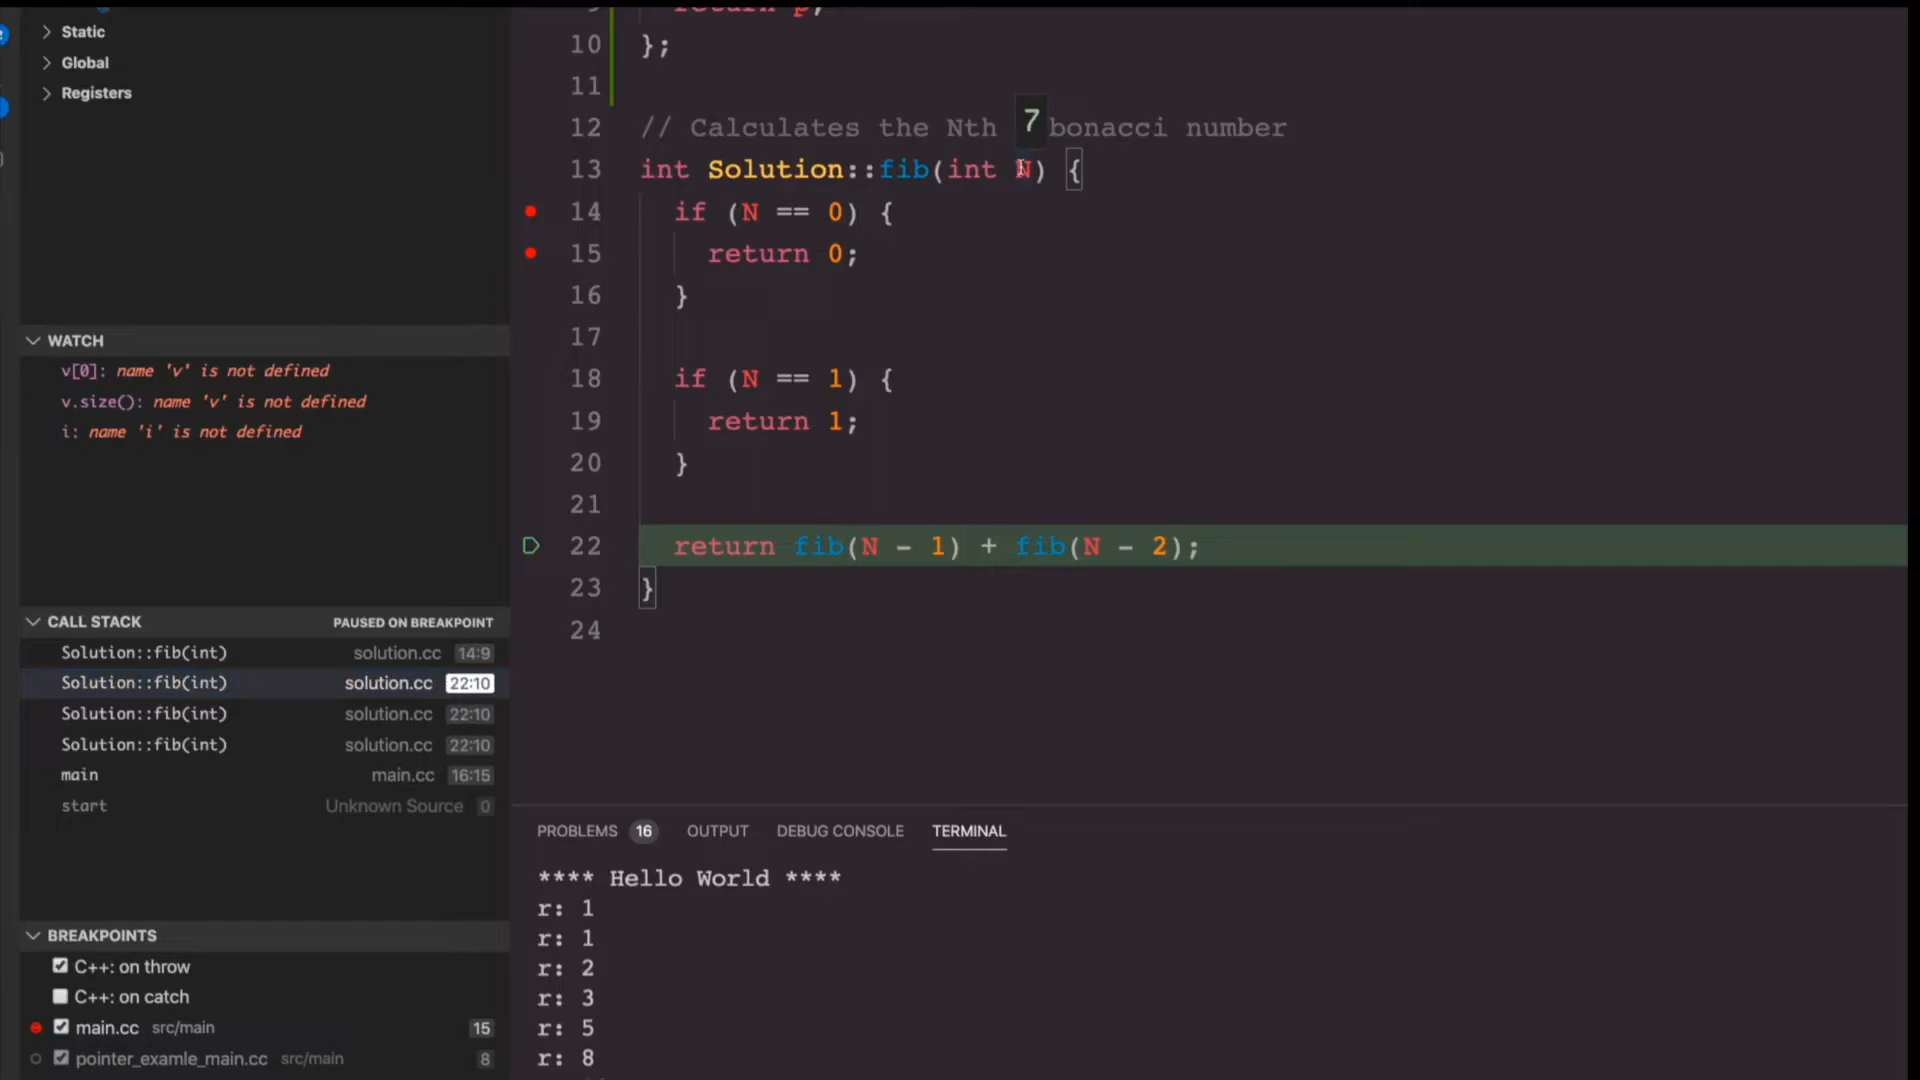 Static
Global
Registers
WATCH
v[0]: name 'v' is not defined
v.size(): name 'v' is not defined
i: name 'i' is not defined
CALL STACK PAUSED ON BREAKPOINT
Solution::fib(int) solution.cc 14:9
Solution::fib(int) solution.cc 22:10
Solution::fib(int) solution.cc 22:10
Solution::fib(int) solution.cc 22:10
main main.cc 16:15
start Unknown Source 0
BREAKPOINTS
C++: on throw
C++: on catch
main.cc src/main 15
pointer_examle_main.cc src/main 8
9 return p;
10 };
11
12 // Calculates the Nth bonacci number
7
13 int Solution::fib(int N) {
14 if (N == 0) {
15 return 0;
16 }
17
18 if (N == 1) {
19 return 1;
20 }
21
22 return fib(N - 1) + fib(N - 2);
23 }
24
PROBLEMS 16 OUTPUT DEBUG CONSOLE TERMINAL
**** Hello World ****
r: 1
r: 1
r: 2
r: 3
r: 5
r: 8